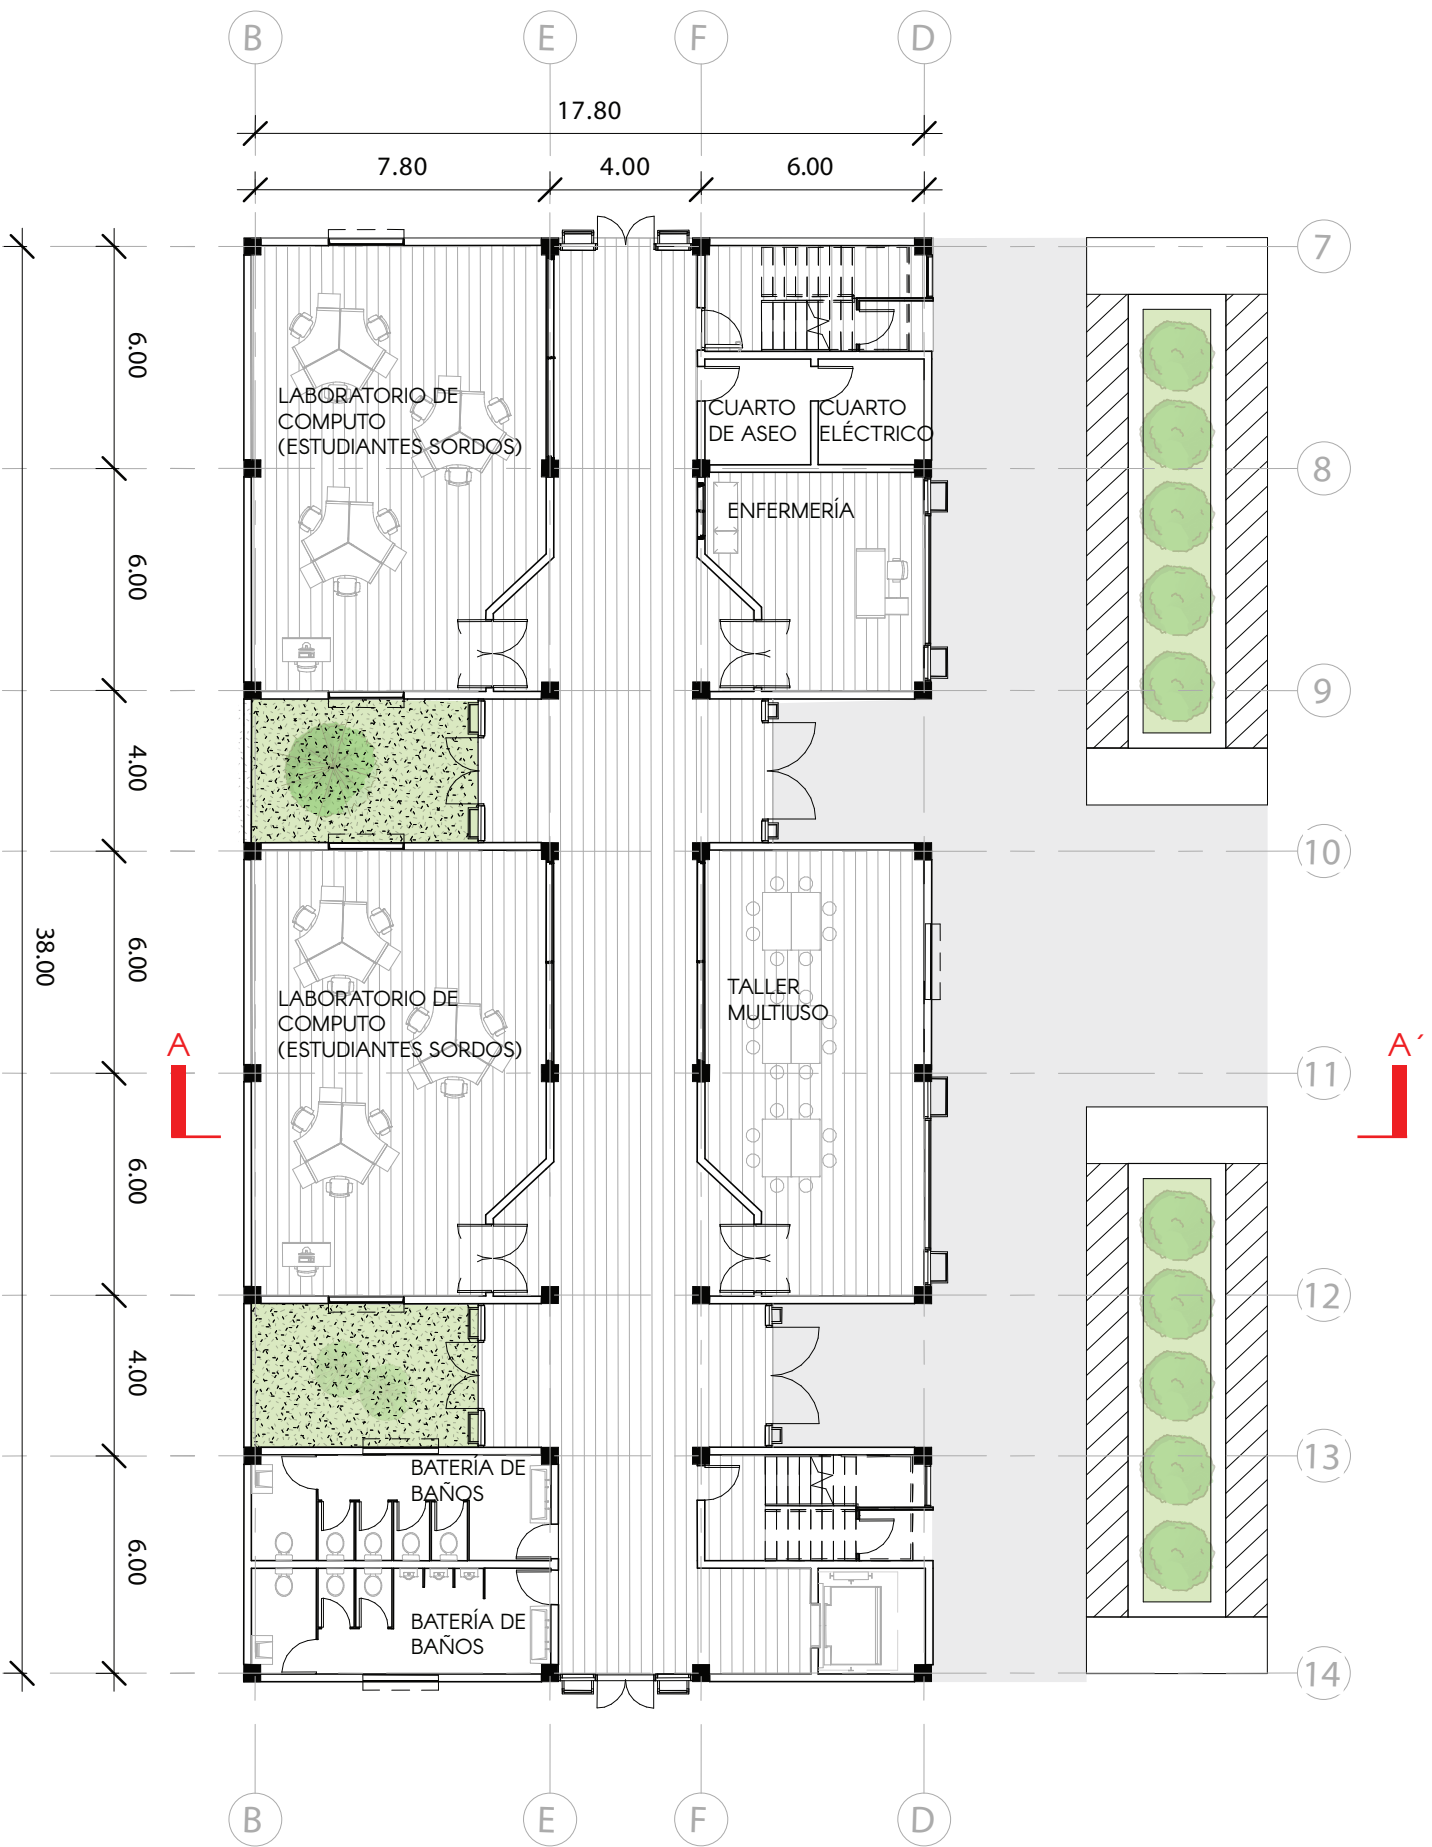 B E F D
17.80
7.80 4.00 6.00
7
6.00
LABORATORIO DE
COMPUTO
(ESTUDIANTES SORDOS)
CUARTO
DE ASEO
CUARTO
ELÉCTRICO
8
ENFERMERÍA
6.00
9
4.00
10
38.00
6.00
LABORATORIO DE
COMPUTO
(ESTUDIANTES SORDOS)
TALLER
MULTIUSO
A
A´
11
6.00
12
4.00
13
BATERÍA DE
BAÑOS
6.00
BATERÍA DE
BAÑOS
14
B E F D